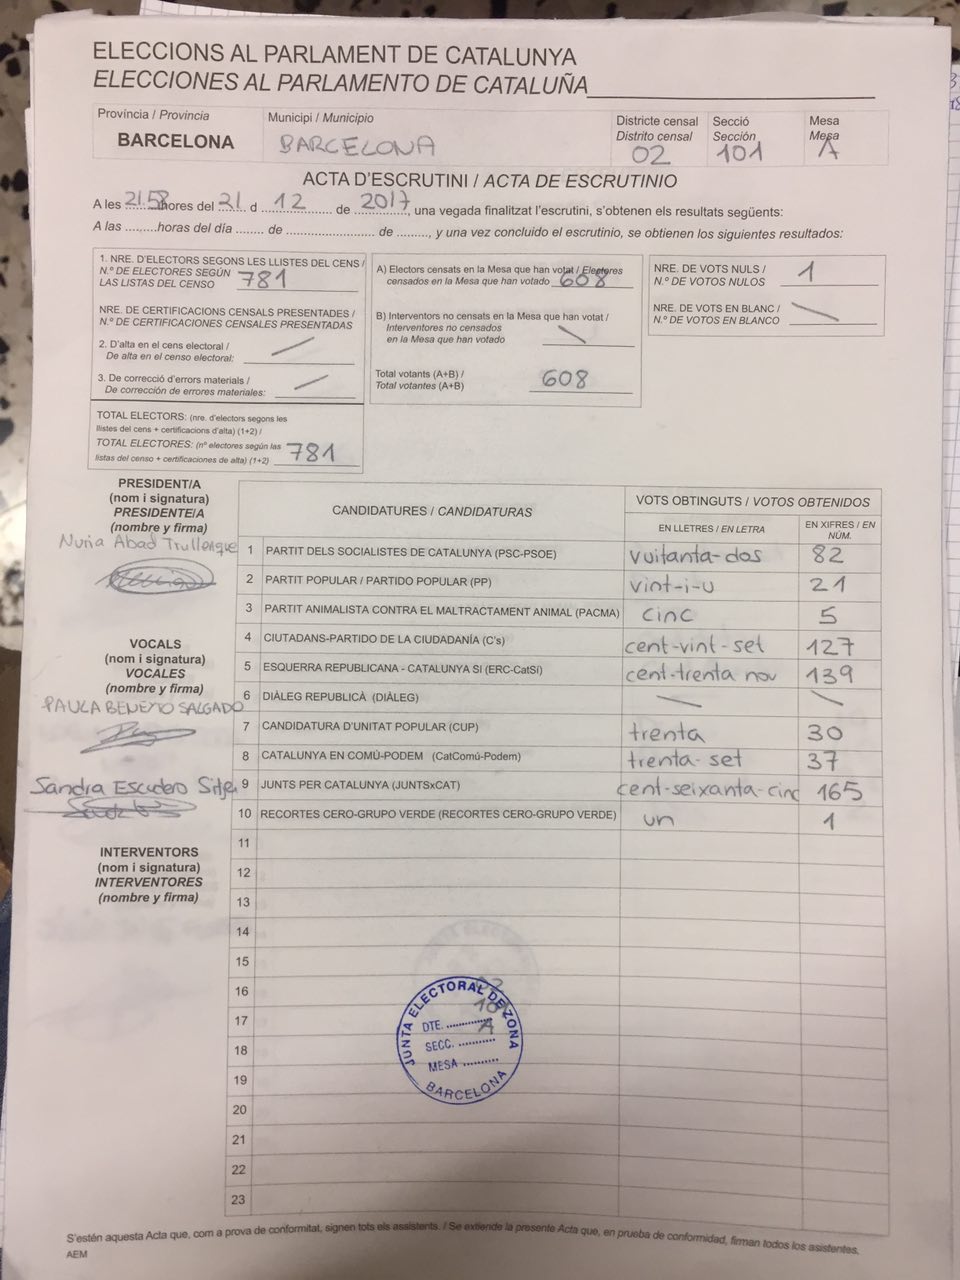 ELECCIONS AL PARLAMENT DE CATALUNYA
ELECCIONES AL PARLAMENTO DE CATALUÑA
Província / Provincia
BARCELONA
Municipi / Municipio
BARCELONA
Districte censal
Distrito censal
02
Secció
Sección
101
Mesa
Mesa
A
ACTA D'ESCRUTINI / ACTA DE ESCRUTINIO
A les 21.58 hores del 21 d 12 de 2017, una vegada finalitzat l'escrutini, s'obtenen els resultats següents:
A las .........horas del día ........ de ........................ de ........., y una vez concluido el escrutinio, se obtienen los siguientes resultados:
1. NRE. D'ELECTORS SEGONS LES LLISTES DEL CENS /
N.º DE ELECTORES SEGÚN
LAS LISTAS DEL CENSO 781
NRE. DE CERTIFICACIONS CENSALS PRESENTADES /
N.º DE CERTIFICACIONES CENSALES PRESENTADAS
2. D'alta en el cens electoral /
De alta en el censo electoral:
3. De correcció d'errors materials /
De corrección de errores materiales:
TOTAL ELECTORS: (nre. d'electors segons les
llistes del cens + certificacions d'alta) (1+2) /
TOTAL ELECTORES: (nº electores según las
listas del censo + certificaciones de alta) (1+2) 781
A) Electors censats en la Mesa que han votat / Electores
censados en la Mesa que han votado 608
B) Interventors no censats en la Mesa que han votat /
Interventores no censados
en la Mesa que han votado
Total votants (A+B) /
Total votantes (A+B) 608
NRE. DE VOTS NULS /
N.º DE VOTOS NULOS 1
NRE. DE VOTS EN BLANC /
N.º DE VOTOS EN BLANCO
PRESIDENT/A
(nom i signatura)
PRESIDENTE/A
(nombre y firma)
Nuria Abad Trullenque
VOCALS
(nom i signatura)
VOCALES
(nombre y firma)
PAULA BENEYTO SALGADO
Sandra Escudero
INTERVENTORS
(nom i signatura)
INTERVENTORES
(nombre y firma)
CANDIDATURES / CANDIDATURAS
VOTS OBTINGUTS / VOTOS OBTENIDOS
EN LLETRES / EN LETRA
EN XIFRES / EN NÚM.
1 PARTIT DELS SOCIALISTES DE CATALUNYA (PSC-PSOE) vuitanta-dos 82
2 PARTIT POPULAR / PARTIDO POPULAR (PP) vint-i-u 21
3 PARTIT ANIMALISTA CONTRA EL MALTRACTAMENT ANIMAL (PACMA) cinc 5
4 CIUTADANS-PARTIDO DE LA CIUDADANÍA (C's) cent-vint-set 127
5 ESQUERRA REPUBLICANA - CATALUNYA SÍ (ERC-CatSí) cent-trenta nou 139
6 DIÀLEG REPUBLICÀ (DIÀLEG)
7 CANDIDATURA D'UNITAT POPULAR (CUP) trenta 30
8 CATALUNYA EN COMÚ-PODEM (CatComú-Podem) trenta-set 37
9 JUNTS PER CATALUNYA (JUNTSxCAT) cent-seixanta-cinc 165
10 RECORTES CERO-GRUPO VERDE (RECORTES CERO-GRUPO VERDE) un 1
11
12
13
14
15
16
17
18
19
20
21
22
23
JUNTA ELECTORAL DE ZONA
DTE. ............
SECC. ...........
MESA ..........
A
BARCELONA
S'estén aquesta Acta que, com a prova de conformitat, signen tots els assistents. / Se extiende la presente Acta que, en prueba de conformidad, firman todos los asistentes.
AEM